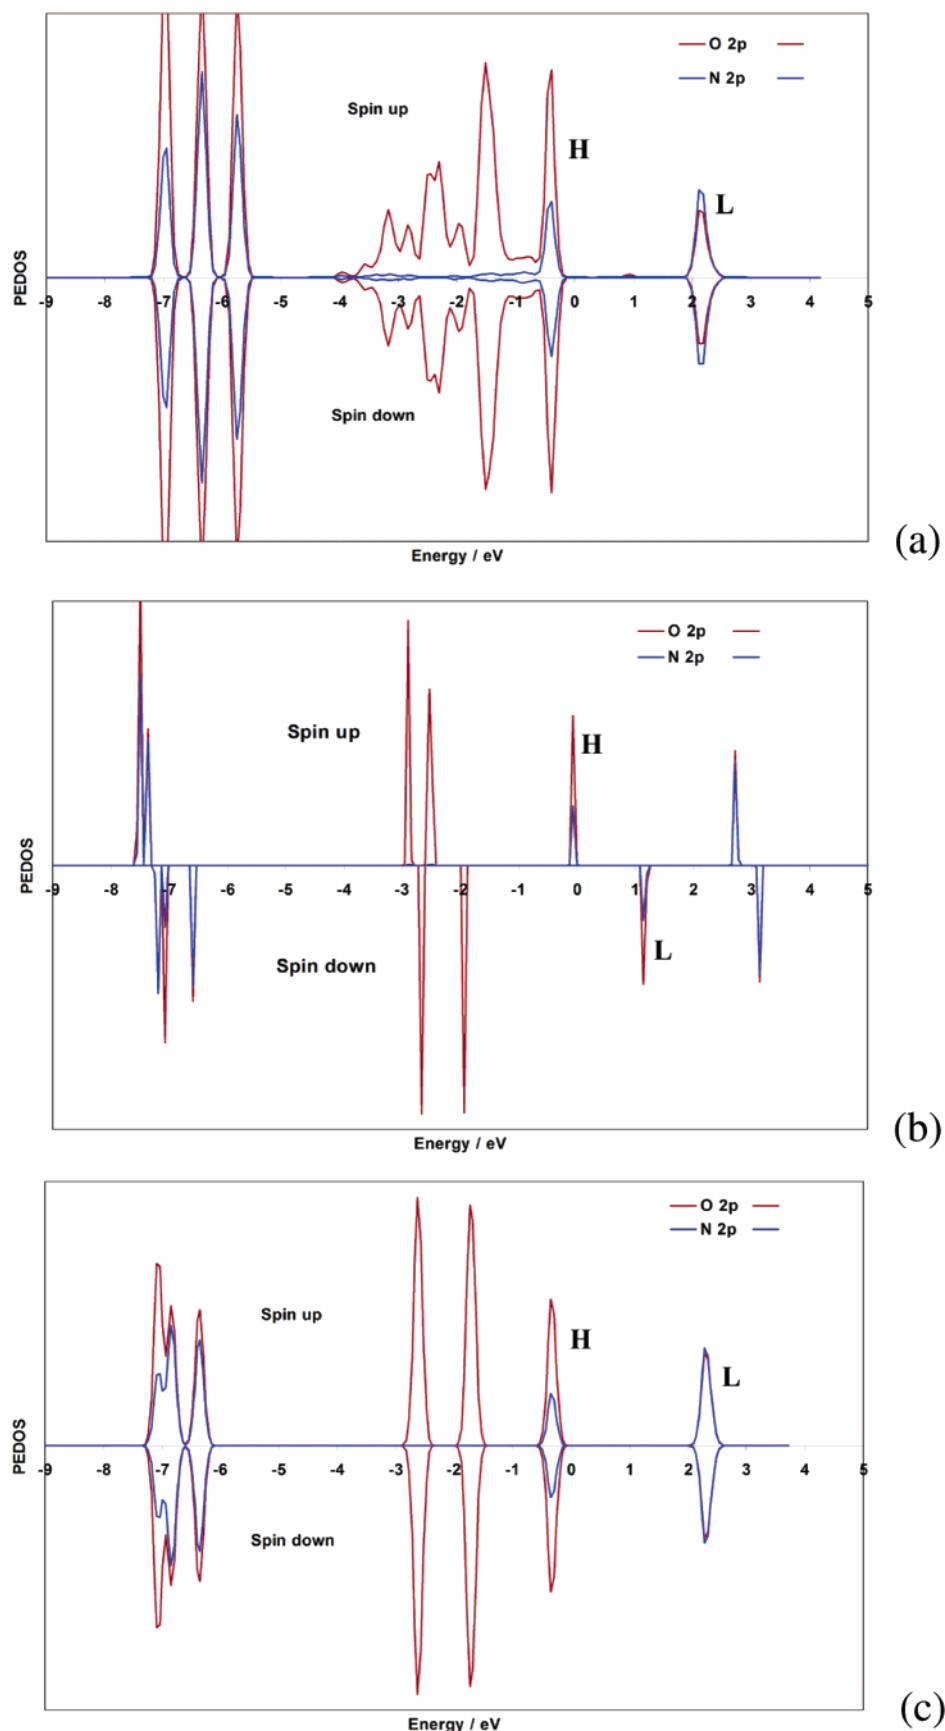 O 2p
N 2p
Spin up
H
L
PEDOS
-9 -8 -7 -6 -5 -4 -3 -2 -1 0 1 2 3 4 5
Spin down
Energy / eV
(a)
O 2p
N 2p
Spin up
H
PEDOS
-9 -8 -7 -6 -5 -4 -3 -2 -1 0 1 2 3 4 5
L
Spin down
Energy / eV
(b)
O 2p
N 2p
Spin up
H
L
PEDOS
-9 -8 -7 -6 -5 -4 -3 -2 -1 0 1 2 3 4 5
Spin down
Energy / eV
(c)